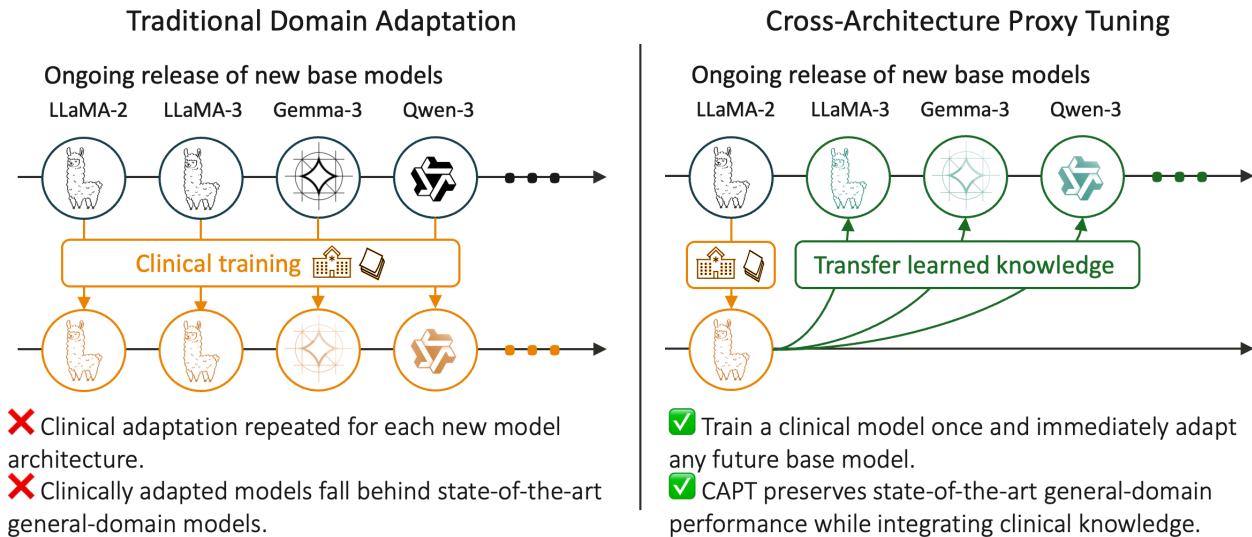 Traditional Domain Adaptation
Ongoing release of new base models
LLaMA-2 LLaMA-3 Gemma-3 Qwen-3
Clinical training
❌ Clinical adaptation repeated for each new model
architecture.
❌ Clinically adapted models fall behind state-of-the-art
general-domain models.
Cross-Architecture Proxy Tuning
Ongoing release of new base models
LLaMA-2 LLaMA-3 Gemma-3 Qwen-3
Transfer learned knowledge
✅ Train a clinical model once and immediately adapt
any future base model.
✅ CAPT preserves state-of-the-art general-domain
performance while integrating clinical knowledge.